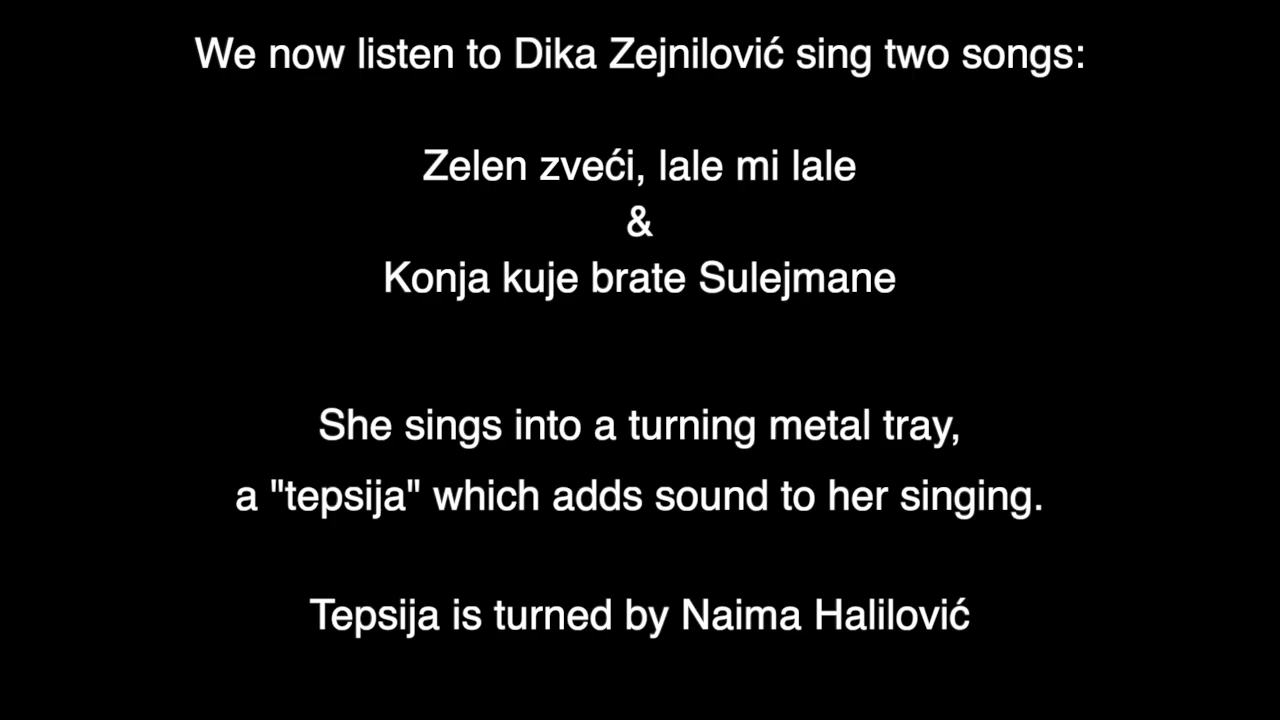 We now listen to Dika Zejnilović sing two songs:
Zelen zveći, lale mi lale
&
Konja kuje brate Sulejmane
She sings into a turning metal tray,
a "tepsija" which adds sound to her singing.
Tepsija is turned by Naima Halilović